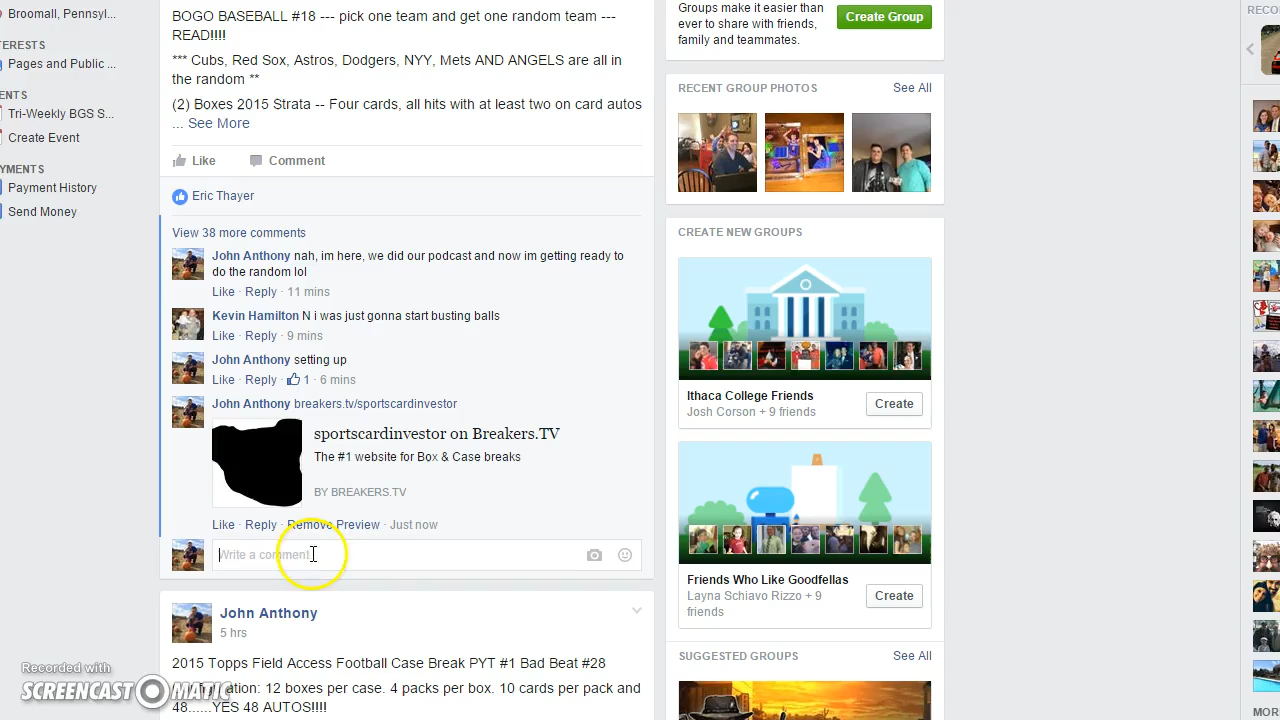 Broomall, Pennsyl...
TERESTS
Pages and Public ...
ENTS
Tri-Weekly BGS S...
Create Event
YMENTS
Payment History
Send Money
BOGO BASEBALL #18 --- pick one team and get one random team ---
READ!!!!
*** Cubs, Red Sox, Astros, Dodgers, NYY, Mets AND ANGELS are all in
the random **
(2) Boxes 2015 Strata -- Four cards, all hits with at least two on card autos
... See More
Like Comment
Eric Thayer
View 38 more comments
John Anthony nah, im here, we did our podcast and now im gettin ready to
do the random lol
Like · Reply · 11 mins
Kevin Hamilton N i was just gonna start busting balls
Like · Reply · 9 mins
John Anthony setting up
Like · Reply · 1 · 6 mins
John Anthony breakers.tv/sportscardinvestor
sportscardinvestor on Breakers.TV
The #1 website for Box & Case breaks
BY BREAKERS.TV
Like · Reply · Remove Preview · Just now
Write a comment...
John Anthony
5 hrs
2015 Topps Field Access Football Case Break PYT #1 Bad Beat #28
12 boxes per case. 4 packs per box. 10 cards per pack and
48......YES 48 AUTOS!!!!
Groups make it easier than
ever to share with friends,
family and teammates.
Create Group
RECENT GROUP PHOTOS See All
CREATE NEW GROUPS
Ithaca College Friends
Josh Corson + 9 friends
Create
Friends Who Like Goodfellas
Layna Schiavo Rizzo + 9
friends
Create
SUGGESTED GROUPS See All
RECO
MOR
Recorded with
SCREENCAST MATIC